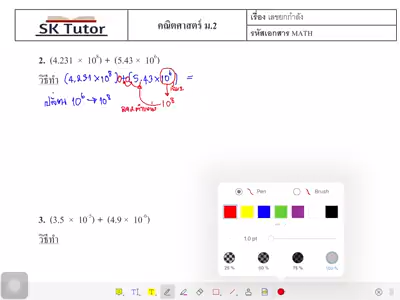 SK Tutor
คณิตศาสตร์ ม.2
เรื่อง เลขยกกำลัง
รหัสเอกสาร MATH
2. (4.231 × 10⁸) + (5.43 × 10⁶)
วิธีทำ (4.231×10⁸) + (5.43×10⁶) =
10⁶ → 10⁸
10⁸
3. (3.5 × 10⁻⁵) + (4.9 × 10⁻⁶)
วิธีทำ
Pen
Brush
1.0 pt
25 %
50 %
75 %